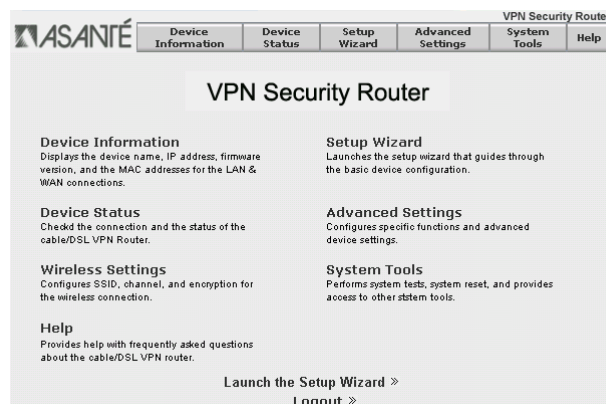 VPN Security Route
ASANTÉ
Device Information
Device Status
Setup Wizard
Advanced Settings
System Tools
Help
VPN Security Router
Device Information
Displays the device name, IP address, firmware
version, and the MAC addresses for the LAN &
WAN connections.
Setup Wizard
Launches the setup wizard that guides through
the basic device configuration.
Device Status
Checkd the connection and the status of the
cable/DSL VPN Router.
Advanced Settings
Configures specific functions and advanced
device settings.
Wireless Settings
Configures SSID, channel, and encryption for
the wireless connection.
System Tools
Performs system tests, system reset, and provides
access to other ststem tools.
Help
Provides help with frequently asked questions
about the cable/DSL VPN router.
Launch the Setup Wizard »
Logout »